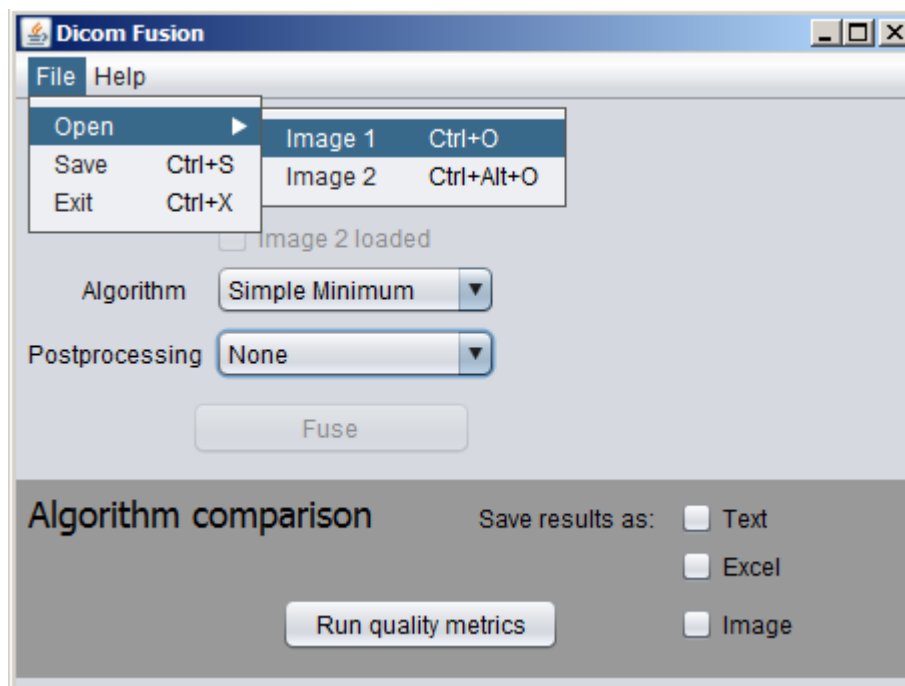 Dicom Fusion
File Help
Open
Image 1 Ctrl+O
Save Ctrl+S
Image 2 Ctrl+Alt+O
Exit Ctrl+X
Image 2 loaded
Algorithm Simple Minimum
Postprocessing None
Fuse
Algorithm comparison
Save results as: Text
Excel
Run quality metrics
Image